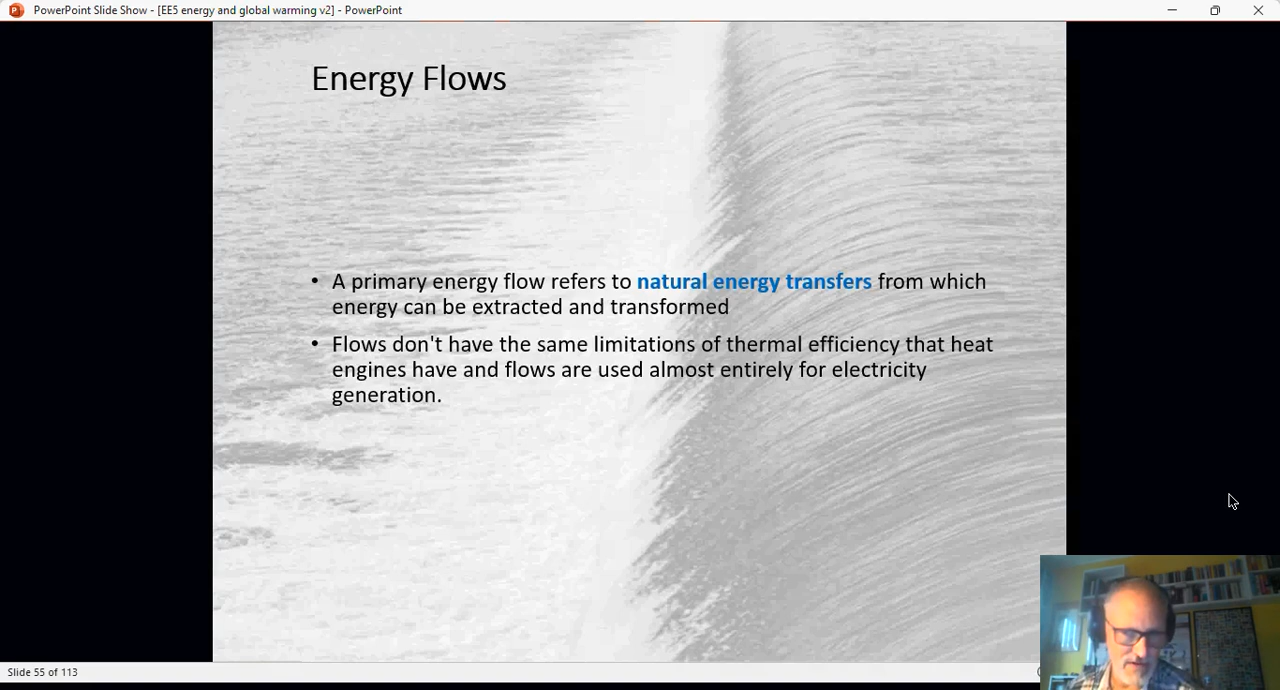 PowerPoint Slide Show - [EE5 energy and global warming v2] - PowerPoint
Energy Flows
• A primary energy flow refers to natural energy transfers from which
energy can be extracted and transformed
• Flows don't have the same limitations of thermal efficiency that heat
engines have and flows are used almost entirely for electricity
generation.
Slide 55 of 113